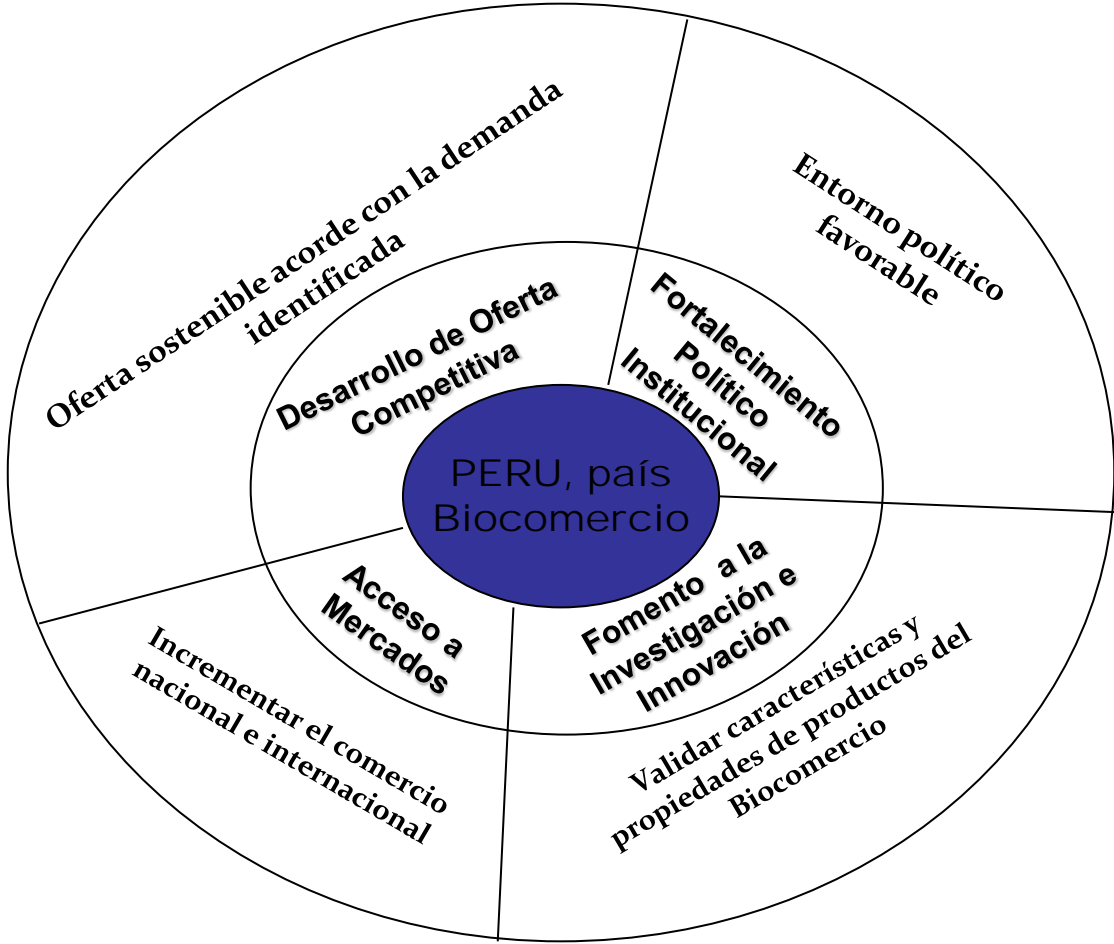 Oferta sostenible acorde con la demanda
identificada
Entorno político
favorable
Desarrollo de Oferta
Competitiva
Fortalecimiento
Político
Institucional
PERU, país
Biocomercio
Acceso a
Mercados
Fomento a la
Investigación e
Innovación
Incrementar el comercio
nacional e internacional
Validar características y
propiedades de productos del
Biocomercio